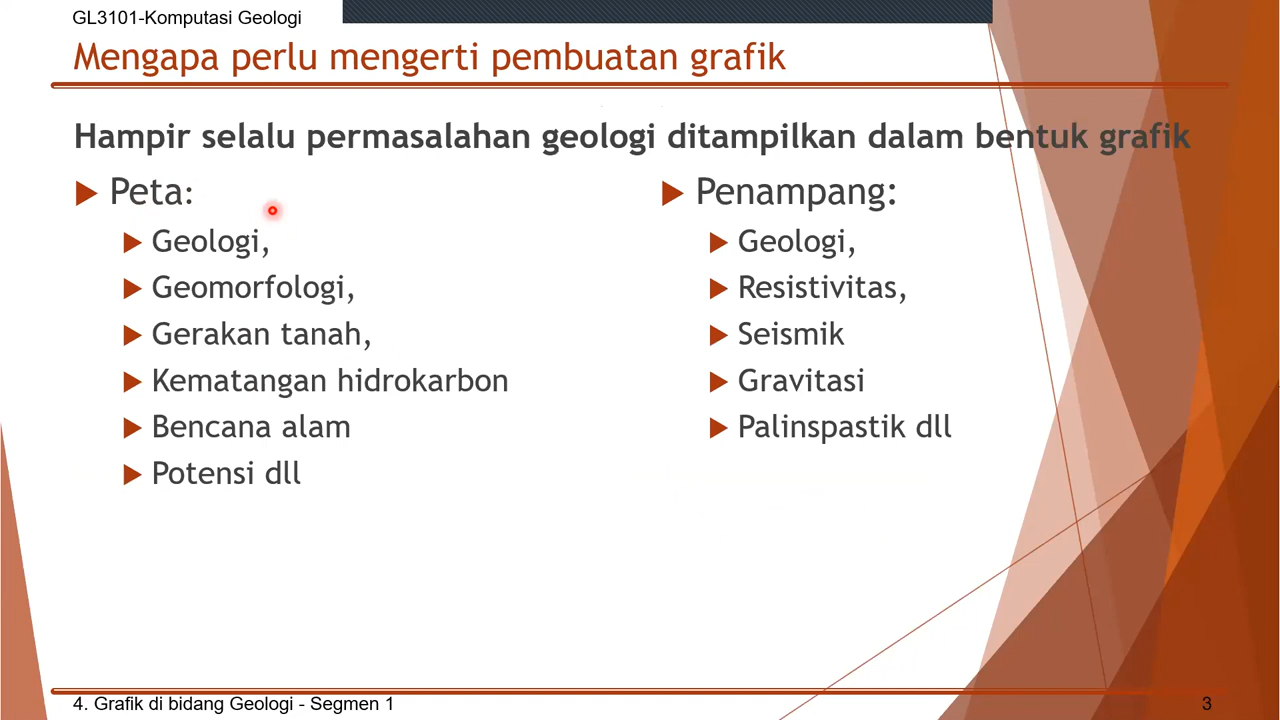 GL3101-Komputasi Geologi
Mengapa perlu mengerti pembuatan grafik
Hampir selalu permasalahan geologi ditampilkan dalam bentuk grafik
Peta:
Geologi,
Geomorfologi,
Gerakan tanah,
Kematangan hidrokarbon
Bencana alam
Potensi dll
Penampang:
Geologi,
Resistivitas,
Seismik
Gravitasi
Palinspastik dll
4. Grafik di bidang Geologi - Segmen 1
3